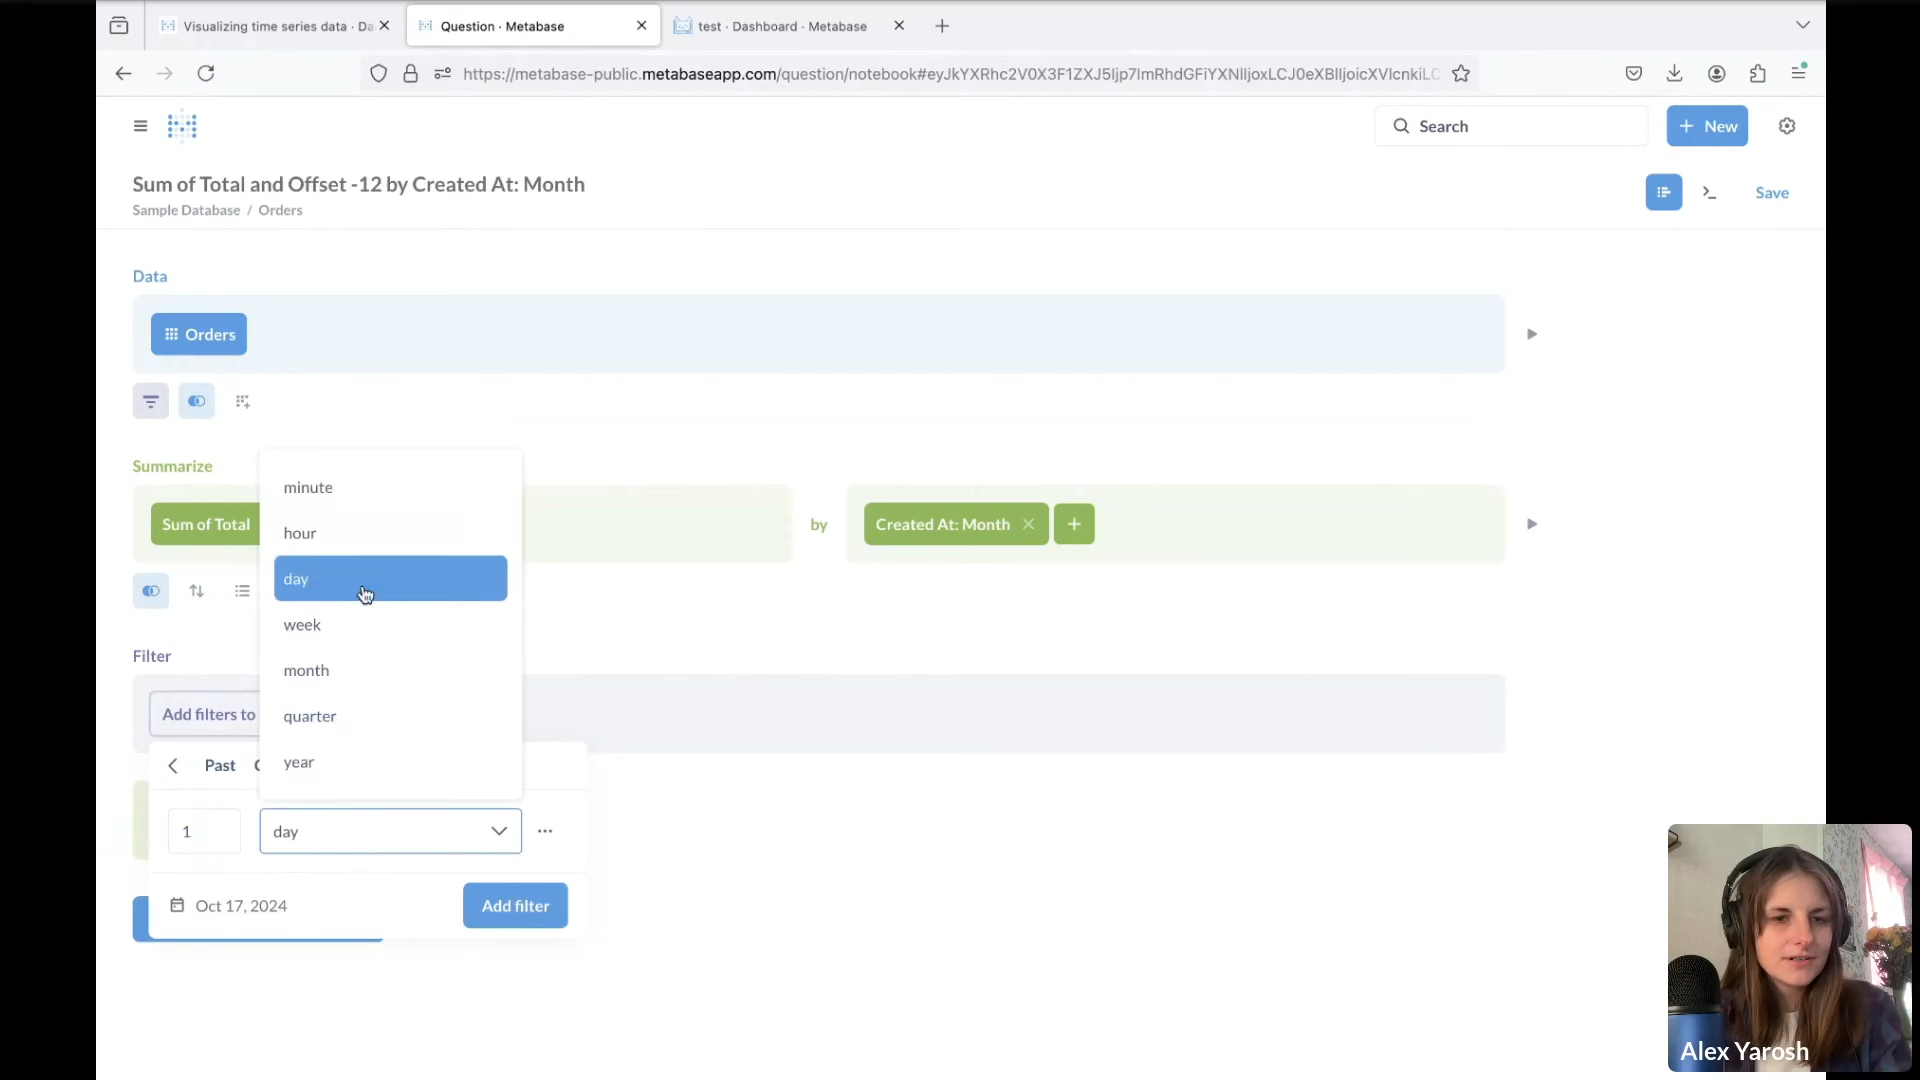 Visualizing time series data · Da
Question · Metabase
test · Dashboard · Metabase
https://metabase-public.metabaseapp.com/question/notebook#eyJkYXRhc2V0X3F1ZXJ5Ijp7ImRhdGFiYXNlIjoxLCJ0eXBlIjoicXVlcnkiLC
Search
+ New
Sum of Total and Offset -12 by Created At: Month
Save
Sample Database / Orders
Data
Orders
Summarize
minute
Sum of Total
by
Created At: Month
hour
day
week
Filter
month
Add filters to
quarter
Past
year
1
day
Oct 17, 2024
Add filter
Alex Yarosh